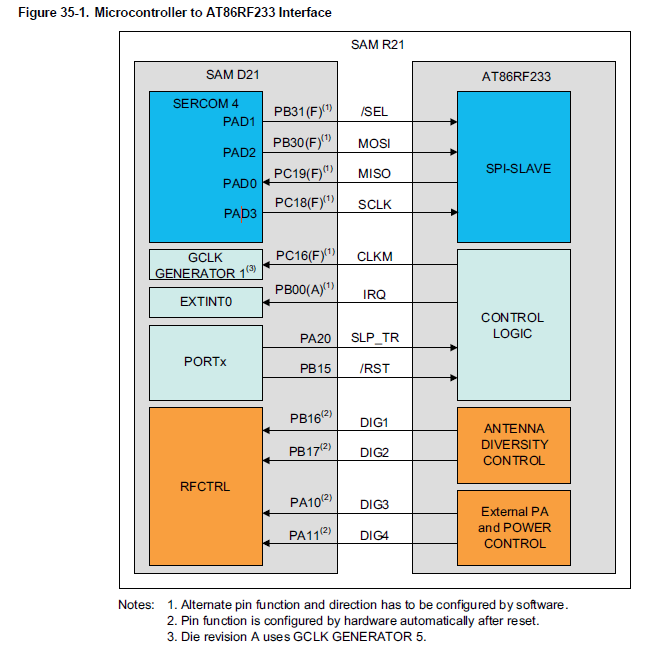 Figure 35-1. Microcontroller to AT86RF233 Interface
SAM R21
SAM D21
AT86RF233
SERCOM 4
PAD1
PB31(F)(1)
/SEL
PAD2
PB30(F)(1)
MOSI
PAD0
PC19(F)(1)
MISO
PAD3
PC18(F)(1)
SCLK
SPI-SLAVE
GCLK
GENERATOR 1(3)
PC16(F)(1)
CLKM
EXTINT0
PB00(A)(1)
IRQ
PORTx
PA20
SLP_TR
PB15
/RST
CONTROL
LOGIC
RFCTRL
PB16(2)
DIG1
PB17(2)
DIG2
ANTENNA
DIVERSITY
CONTROL
PA10(2)
DIG3
PA11(2)
DIG4
External PA
and POWER
CONTROL
Notes: 1. Alternate pin function and direction has to be configured by software.
2. Pin function is configured by hardware automatically after reset.
3. Die revision A uses GCLK GENERATOR 5.